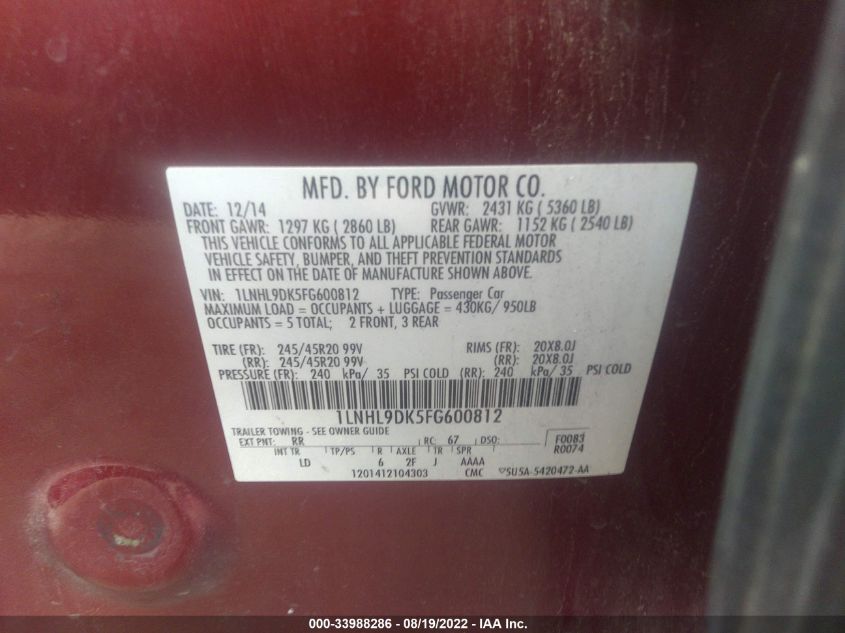 MFD. BY FORD MOTOR CO.
DATE: 12/14 GVWR: 2431 KG ( 5360 LB)
FRONT GAWR: 1297 KG ( 2860 LB) REAR GAWR: 1152 KG ( 2540 LB)
THIS VEHICLE CONFORMS TO ALL APPLICABLE FEDERAL MOTOR
VEHICLE SAFETY, BUMPER, AND THEFT PREVENTION STANDARDS
IN EFFECT ON THE DATE OF MANUFACTURE SHOWN ABOVE.
VIN: 1LNHL9DK5FG600812 TYPE: Passenger Car
MAXIMUM LOAD = OCCUPANTS + LUGGAGE = 430KG/ 950LB
OCCUPANTS = 5 TOTAL; 2 FRONT, 3 REAR
TIRE (FR): 245/45R20 99V RIMS (FR): 20X8.0J
(RR): 245/45R20 99V (RR): 20X8.0J
PRESSURE (FR): 240 kPa/ 35 PSI COLD (RR): 240 kPa/ 35 PSI COLD
1LNHL9DK5FG600812
TRAILER TOWING - SEE OWNER GUIDE
EXT PNT: RR RC: 67 DSO: F0083
INT TR TP/PS R AXLE TR SPR R0074
LD 6 2F J AAAA
1201412104303 CMC 5U5A-5420472-AA
000-33988286 - 08/19/2022 - IAA Inc.